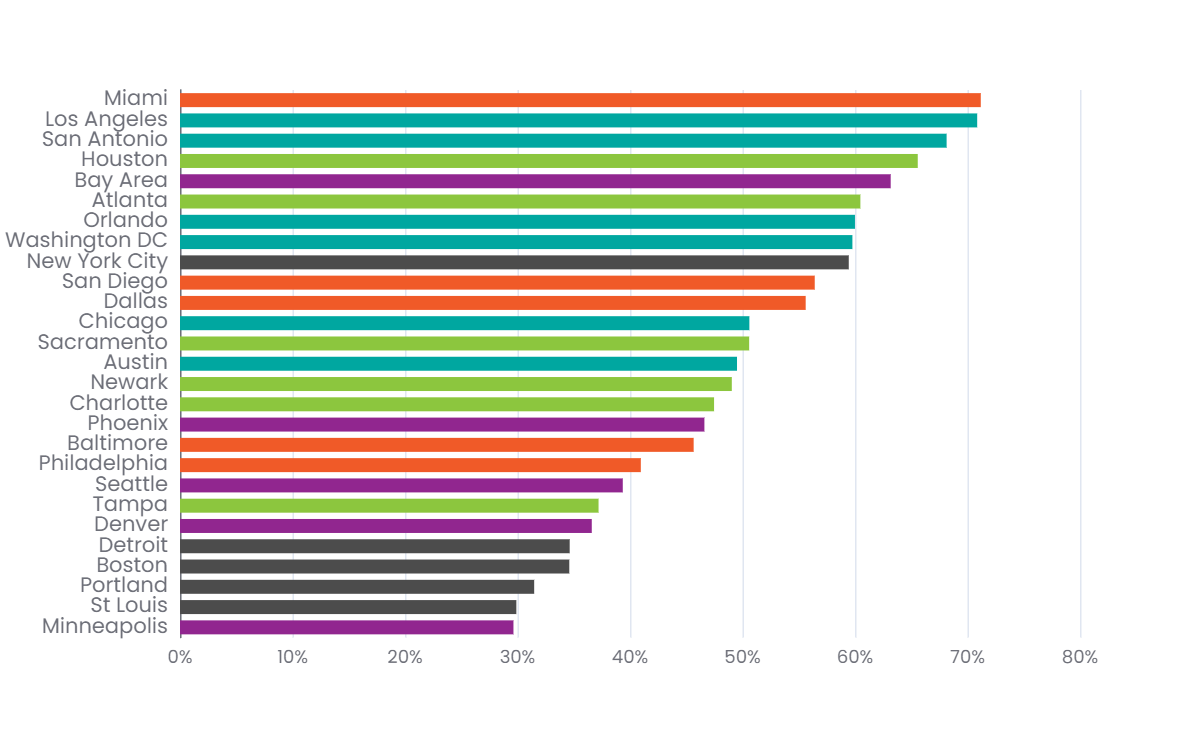 Miami
Los Angeles
San Antonio
Houston
Bay Area
Atlanta
Orlando
Washington DC
New York City
San Diego
Dallas
Chicago
Sacramento
Austin
Newark
Charlotte
Phoenix
Baltimore
Philadelphia
Seattle
Tampa
Denver
Detroit
Boston
Portland
St Louis
Minneapolis
0% 10% 20% 30% 40% 50% 60% 70% 80%